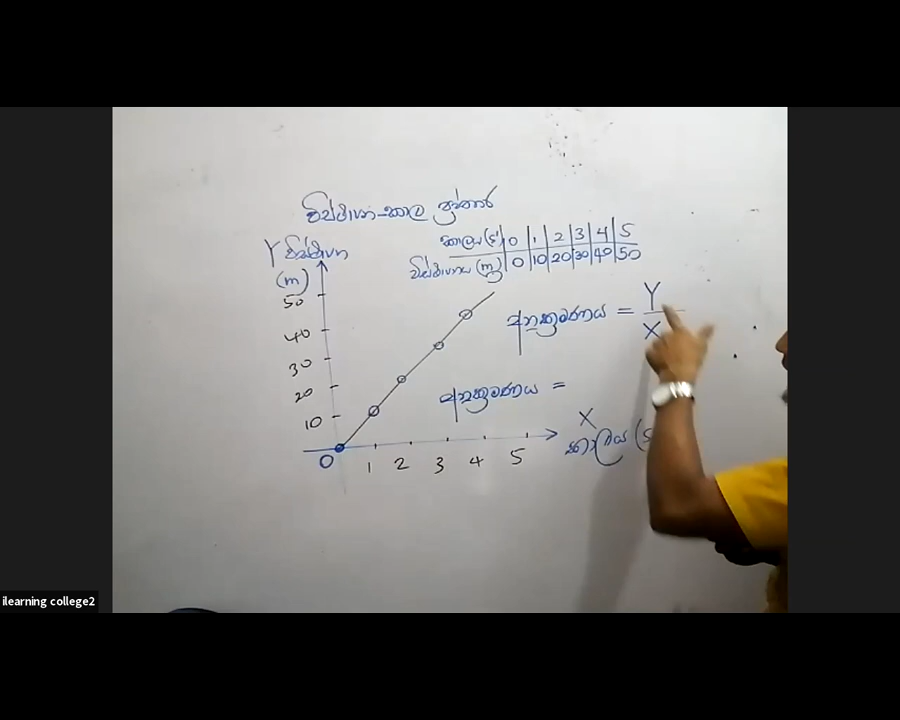 විස්ථාපන-කාල ප්‍රස්තාර
Y විස්ථාපන
(m)
කාලය (s) 0 1 2 3 4 5
විස්ථාපනය (m) 0 10 20 30 40 50
50
40
30
20
10
0 1 2 3 4 5
අනුක්‍රමණය = Y
X
අනුක්‍රමණය =
X
කාලය (s
ilearning college2